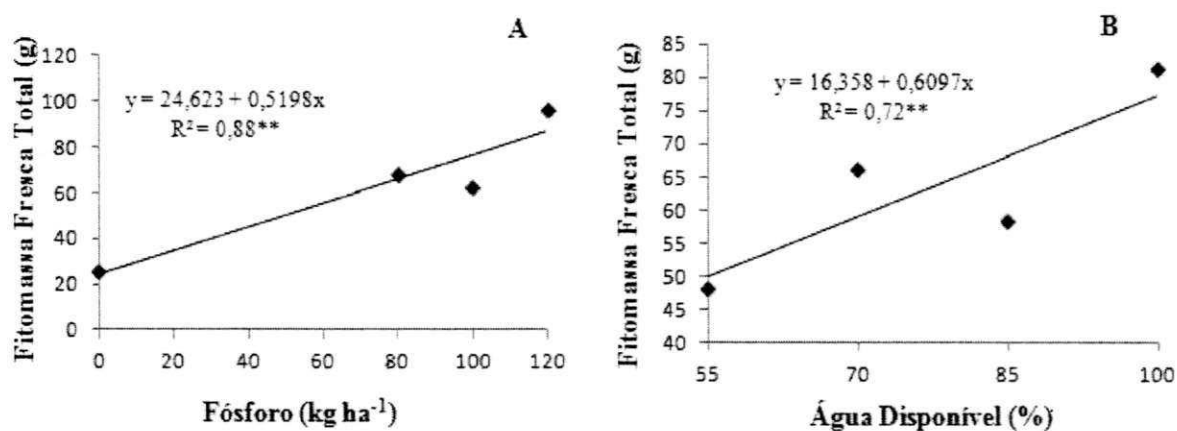 A
Fitomassa Fresca Total (g)
120
100
80
60
40
20
0
y = 24,623 + 0,5198x
R² = 0,88**
0 20 40 60 80 100 120
Fósforo (kg ha⁻¹)
B
Fitomassa Fresca Total (g)
85
80
75
70
65
60
55
50
45
40
y = 16,358 + 0,6097x
R² = 0,72**
55 70 85 100
Água Disponível (%)